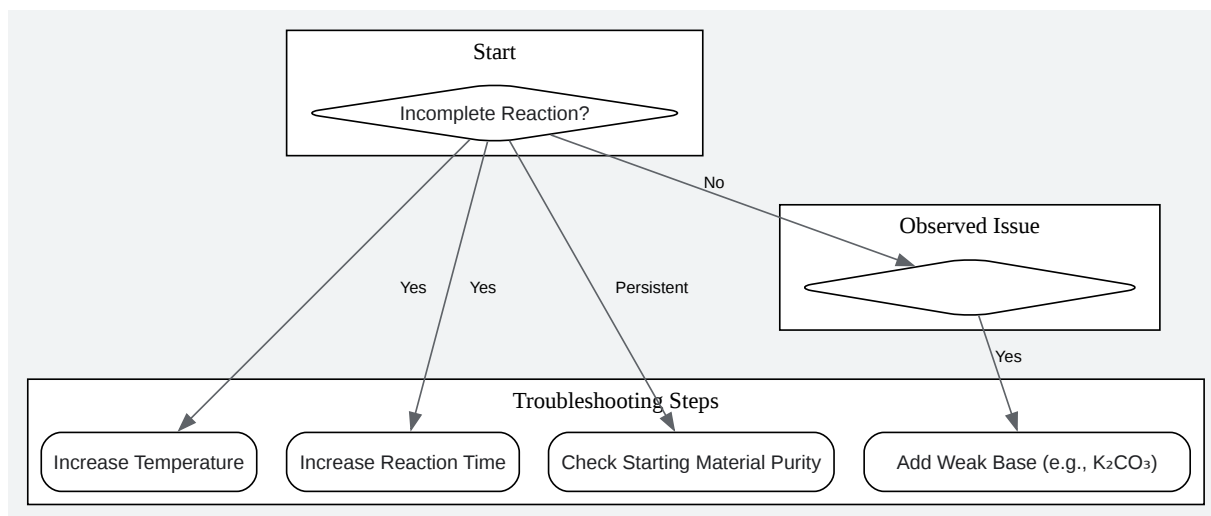 Start
Incomplete Reaction?
No
Observed Issue
Yes
Yes
Persistent
Yes
Troubleshooting Steps
Increase Temperature
Increase Reaction Time
Check Starting Material Purity
Add Weak Base (e.g., K₂CO₃)